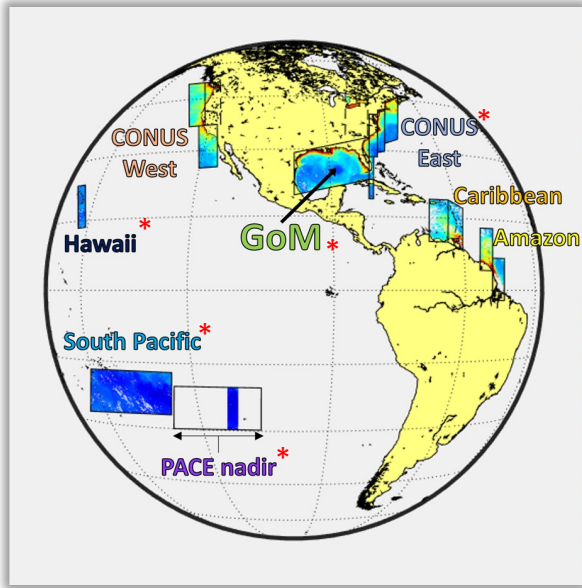 CONUS
West
CONUS*
East
Caribbean
Amazon
GoM*
Hawaii*
South Pacific*
PACE nadir*